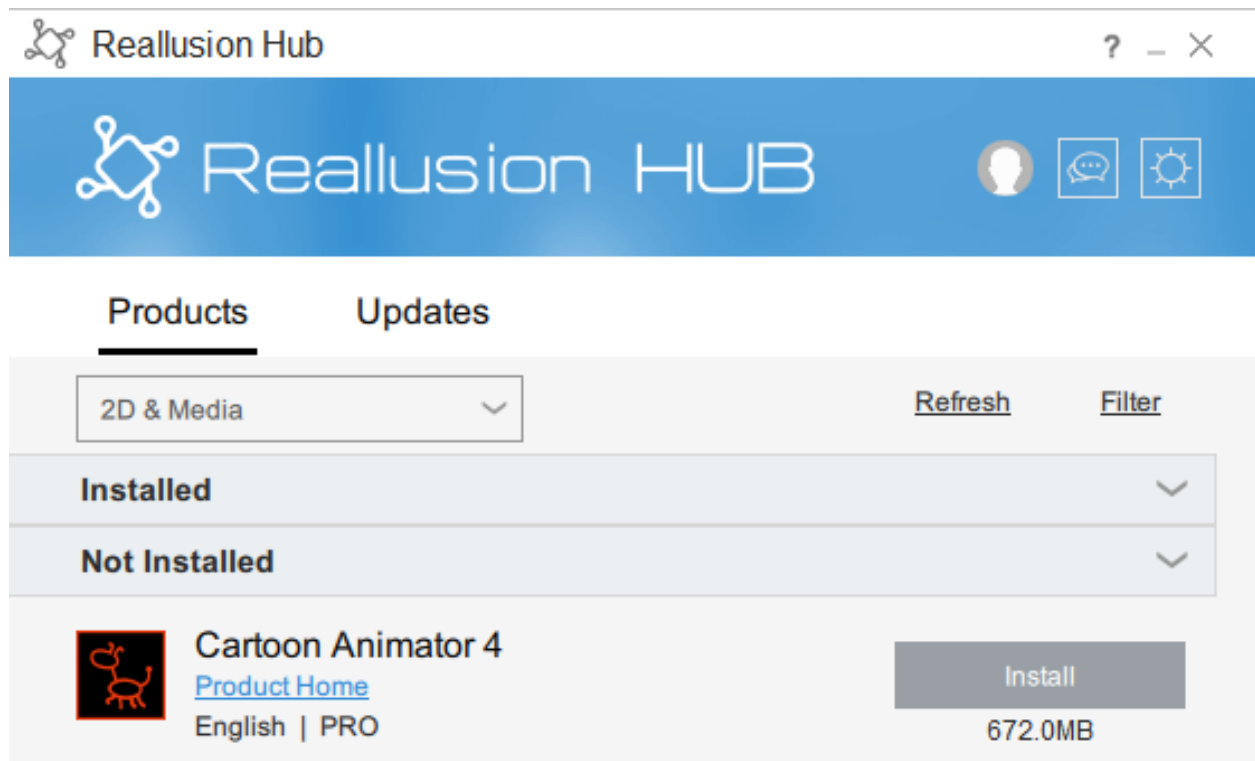 Reallusion Hub ?
Reallusion HUB
Products Updates
2D & Media Refresh Filter
Installed
Not Installed
Cartoon Animator 4
Product Home Install
English | PRO 672.0MB